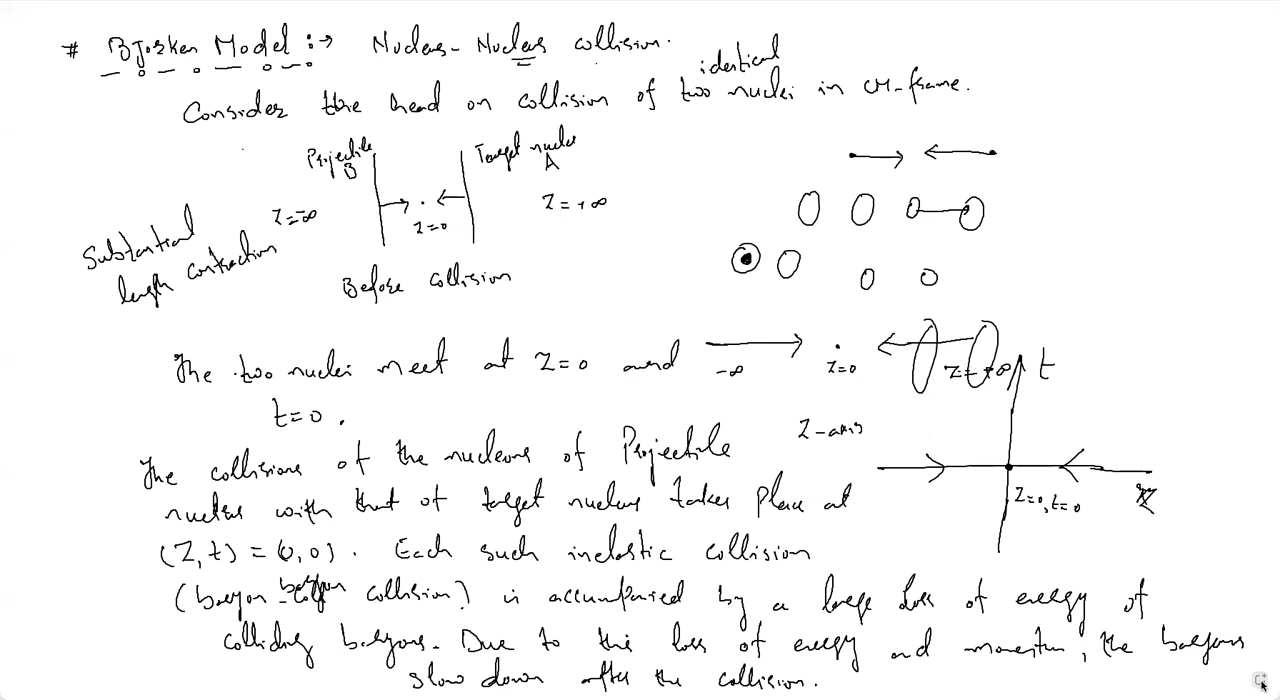 # Bjorken Model :→ Nucleus-Nucleus collision.
identical
Consider the head on collision of two nuclei in CM-frame.
Projectile B
Target nucleus A
Z=-∞
Z=0
Z=+∞
Substantial length contraction
Before collision
The two nuclei meet at Z=0 and
t=0.
-∞
Z=0
Z=+∞
t
Z-axis
Z=0, t=0
Z
The collisions of the nucleons of Projectile
nucleus with that of target nucleus takes place at
(Z,t) = (0,0). Each such inelastic collision
(baryon-baryon collision) is accompanied by a large loss of energy of
colliding baryons. Due to the loss of energy and momentum, the baryons
slow down after the collision.